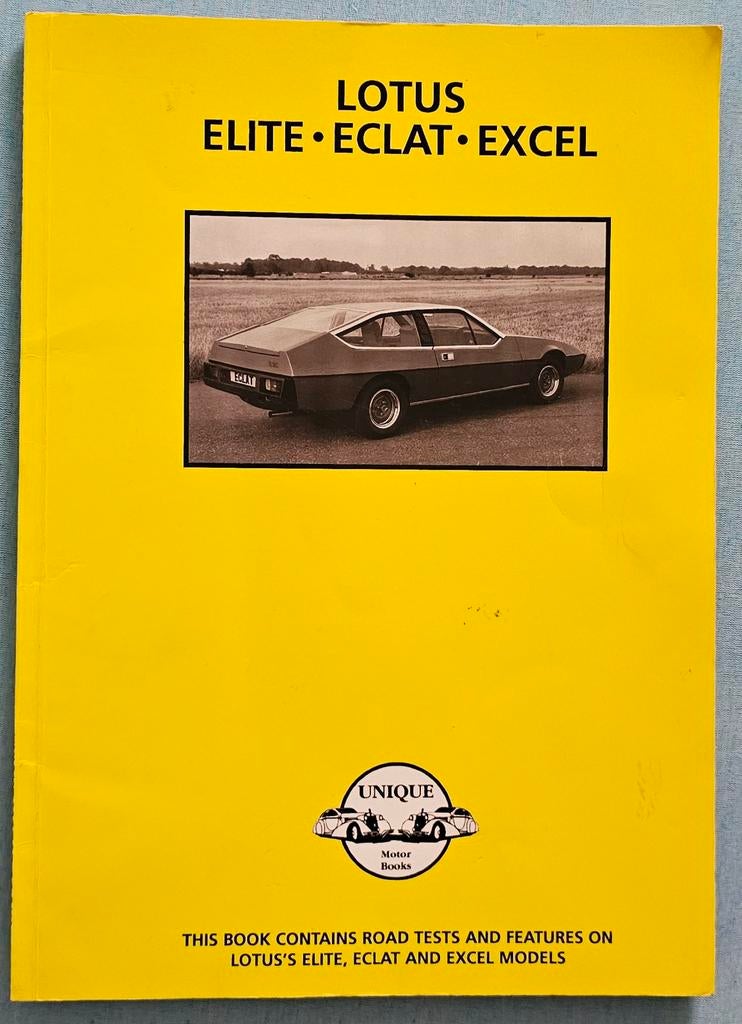 LOTUS
ELITE • ECLAT • EXCEL
ECLAT
UNIQUE
Motor
Books
THIS BOOK CONTAINS ROAD TESTS AND FEATURES ON
LOTUS'S ELITE, ECLAT AND EXCEL MODELS